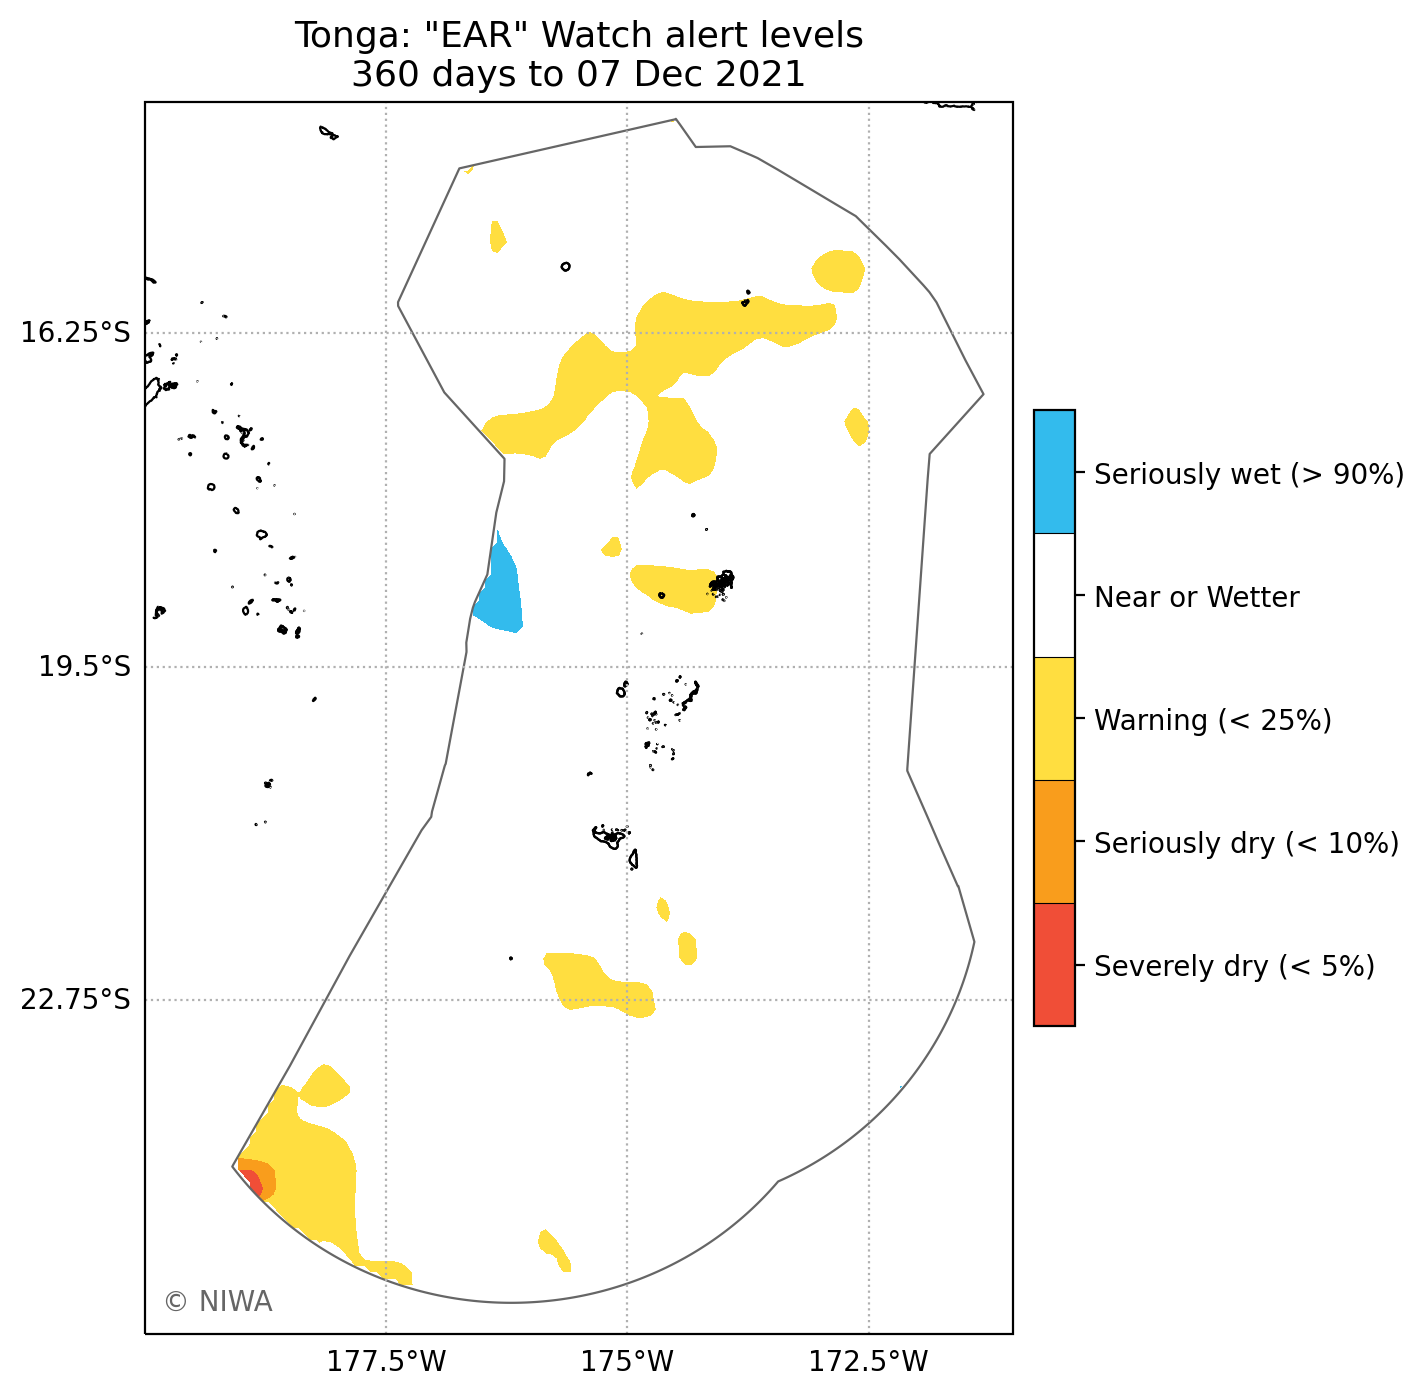 Tonga: "EAR" Watch alert levels
360 days to 07 Dec 2021
16.25°S
19.5°S
22.75°S
177.5°W
175°W
172.5°W
Seriously wet (> 90%)
Near or Wetter
Warning (< 25%)
Seriously dry (< 10%)
Severely dry (< 5%)
© NIWA